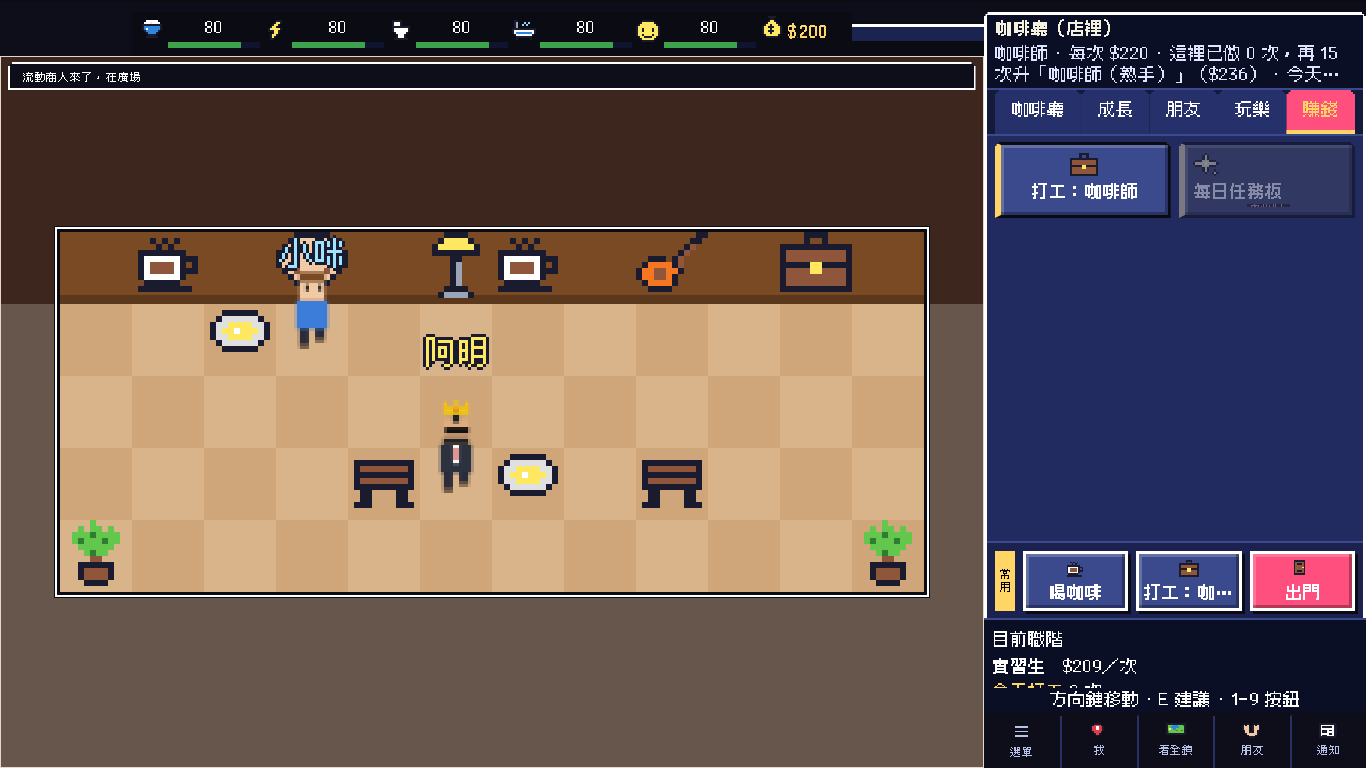 80
80
80
80
80
$200
流動商人來了，在廣場
小咪
阿明
咖啡廳（店裡）
咖啡師 · 每次 $220 · 這裡已做 0 次，再 15
次升「咖啡師（熟手）」（$236） · 今天…
咖啡廳
成長
朋友
玩樂
賺錢
打工：咖啡師
每日任務板
常用
喝咖啡
打工：咖…
出門
目前職階
實習生 $209／次
方向鍵移動 · E 建議 · 1-9 按鈕
選單
我
看全鎮
朋友
通知